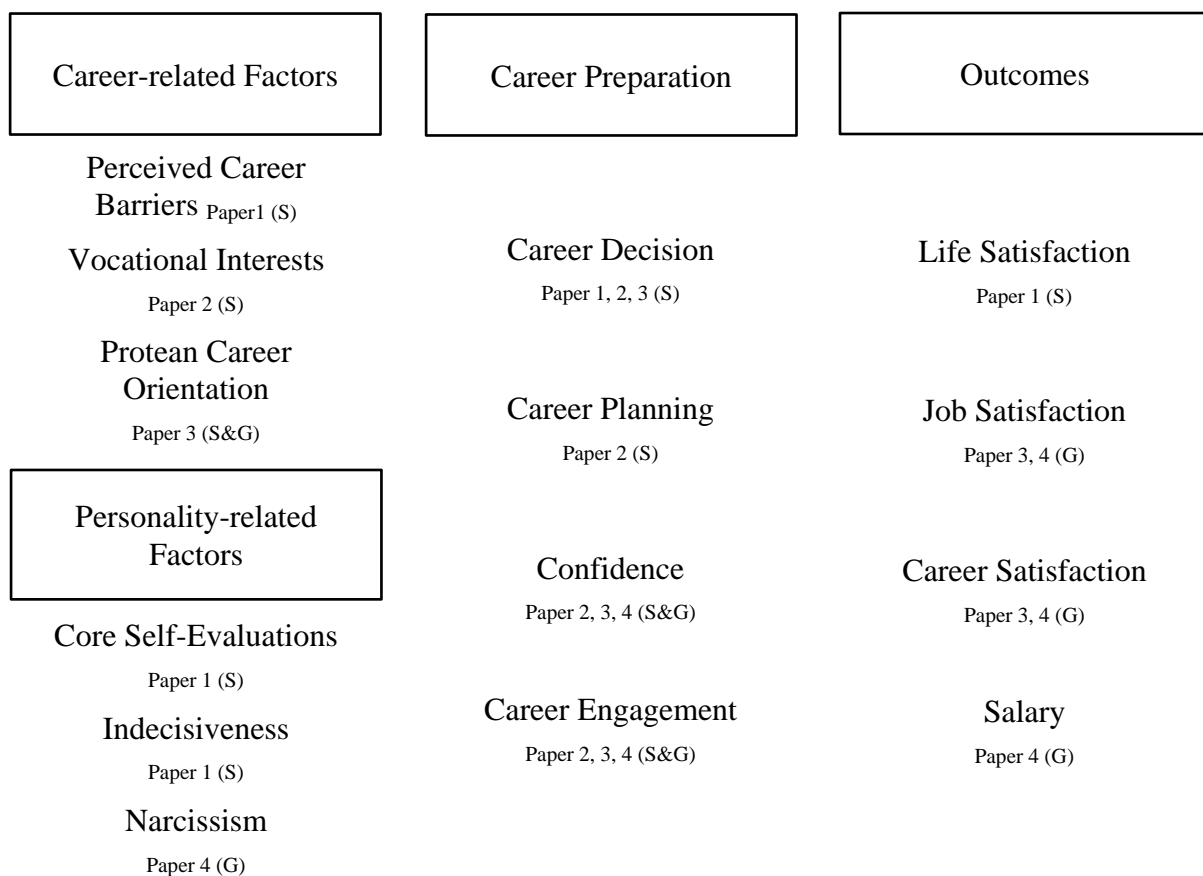 Career-related Factors
Perceived Career
Barriers Paper1 (S)
Vocational Interests
Paper 2 (S)
Protean Career
Orientation
Paper 3 (S&G)
Personality-related
Factors
Core Self-Evaluations
Paper 1 (S)
Indecisiveness
Paper 1 (S)
Narcissism
Paper 4 (G)
Career Preparation
Career Decision
Paper 1, 2, 3 (S)
Career Planning
Paper 2 (S)
Confidence
Paper 2, 3, 4 (S&G)
Career Engagement
Paper 2, 3, 4 (S&G)
Outcomes
Life Satisfaction
Paper 1 (S)
Job Satisfaction
Paper 3, 4 (G)
Career Satisfaction
Paper 3, 4 (G)
Salary
Paper 4 (G)